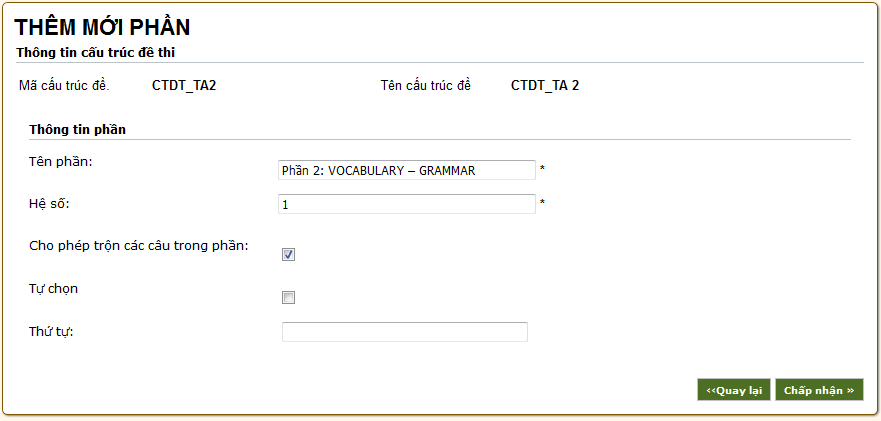 THÊM MỚI PHẦN
Thông tin cấu trúc đề thi
Mã cấu trúc đề. CTDT_TA2 Tên cấu trúc đề CTDT_TA 2
Thông tin phần
Tên phần: Phần 2: VOCABULARY – GRAMMAR *
Hệ số: 1 *
Cho phép trộn các câu trong phần:
Tự chọn
Thứ tự:
‹‹Quay lại Chấp nhận »